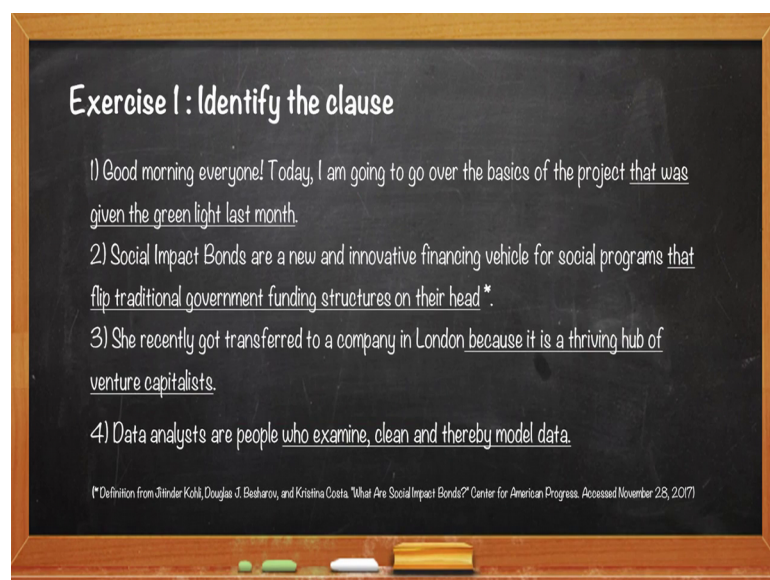 Exercise 1 : Identify the clause
1) Good morning everyone! Today, I am going to go over the basics of the project that was
given the green light last month.
2) Social Impact Bonds are a new and innovative financing vehicle for social programs that
flip traditional government funding structures on their head *.
3) She recently got transferred to a company in London because it is a thriving hub of
venture capitalists.
4) Data analysts are people who examine, clean and thereby model data.
(* Definition from Jitinder Kohli, Douglas J. Besharov, and Kristina Costa. "What Are Social Impact Bonds?" Center for American Progress. Accessed November 28, 2017)